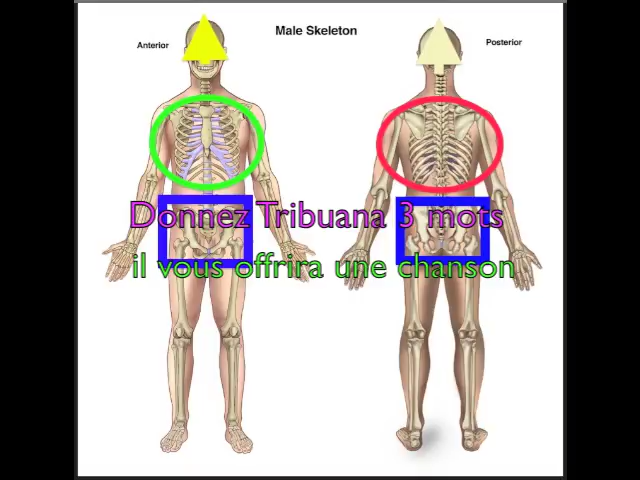 Male Skeleton
Anterior
Posterior
Donnez Tribuana 3 mots
il vous offrira une chanson